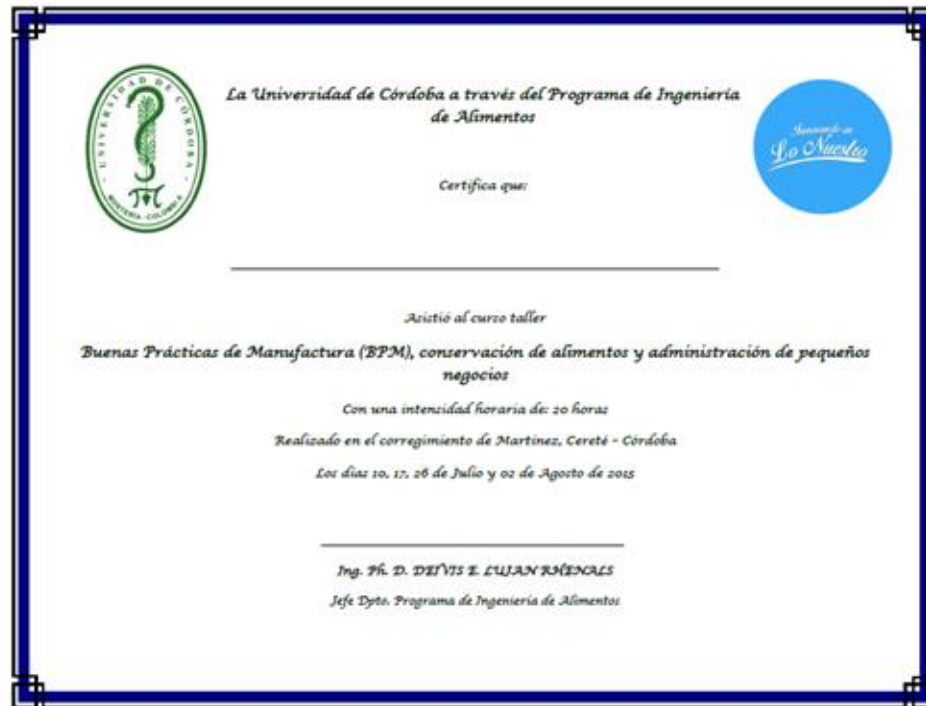 UNIVERSIDAD DE CÓRDOBA
MONTERÍA - COLOMBIA
La Universidad de Córdoba a través del Programa de Ingeniería
de Alimentos
Innovando en
Lo Nuestro
Certifica que:
Asistió al curso taller
Buenas Prácticas de Manufactura (BPM), conservación de alimentos y administración de pequeños
negocios
Con una intensidad horaria de: 20 horas
Realizado en el corregimiento de Martínez, Cereté - Córdoba
Los días 10, 17, 26 de Julio y 02 de Agosto de 2015
Ing. Ph. D. DEIVIS E. LUJAN RHENALS
Jefe Dpto. Programa de Ingeniería de Alimentos